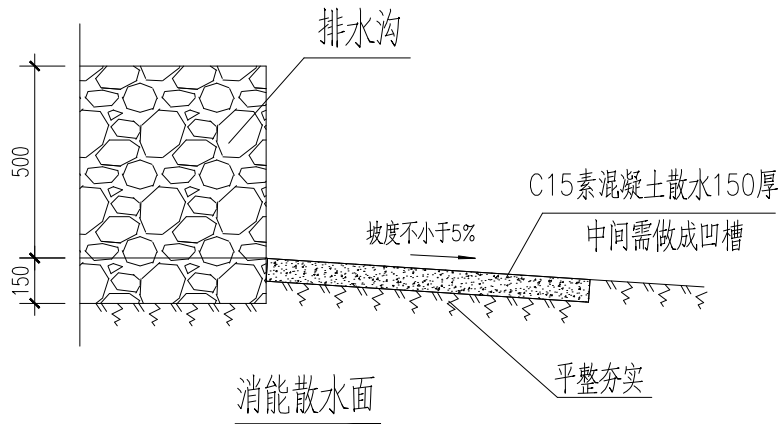 排水沟
500
C15素混凝土散水150厚
坡度不小于5%
中间需做成凹槽
150
平整夯实
消能散水面